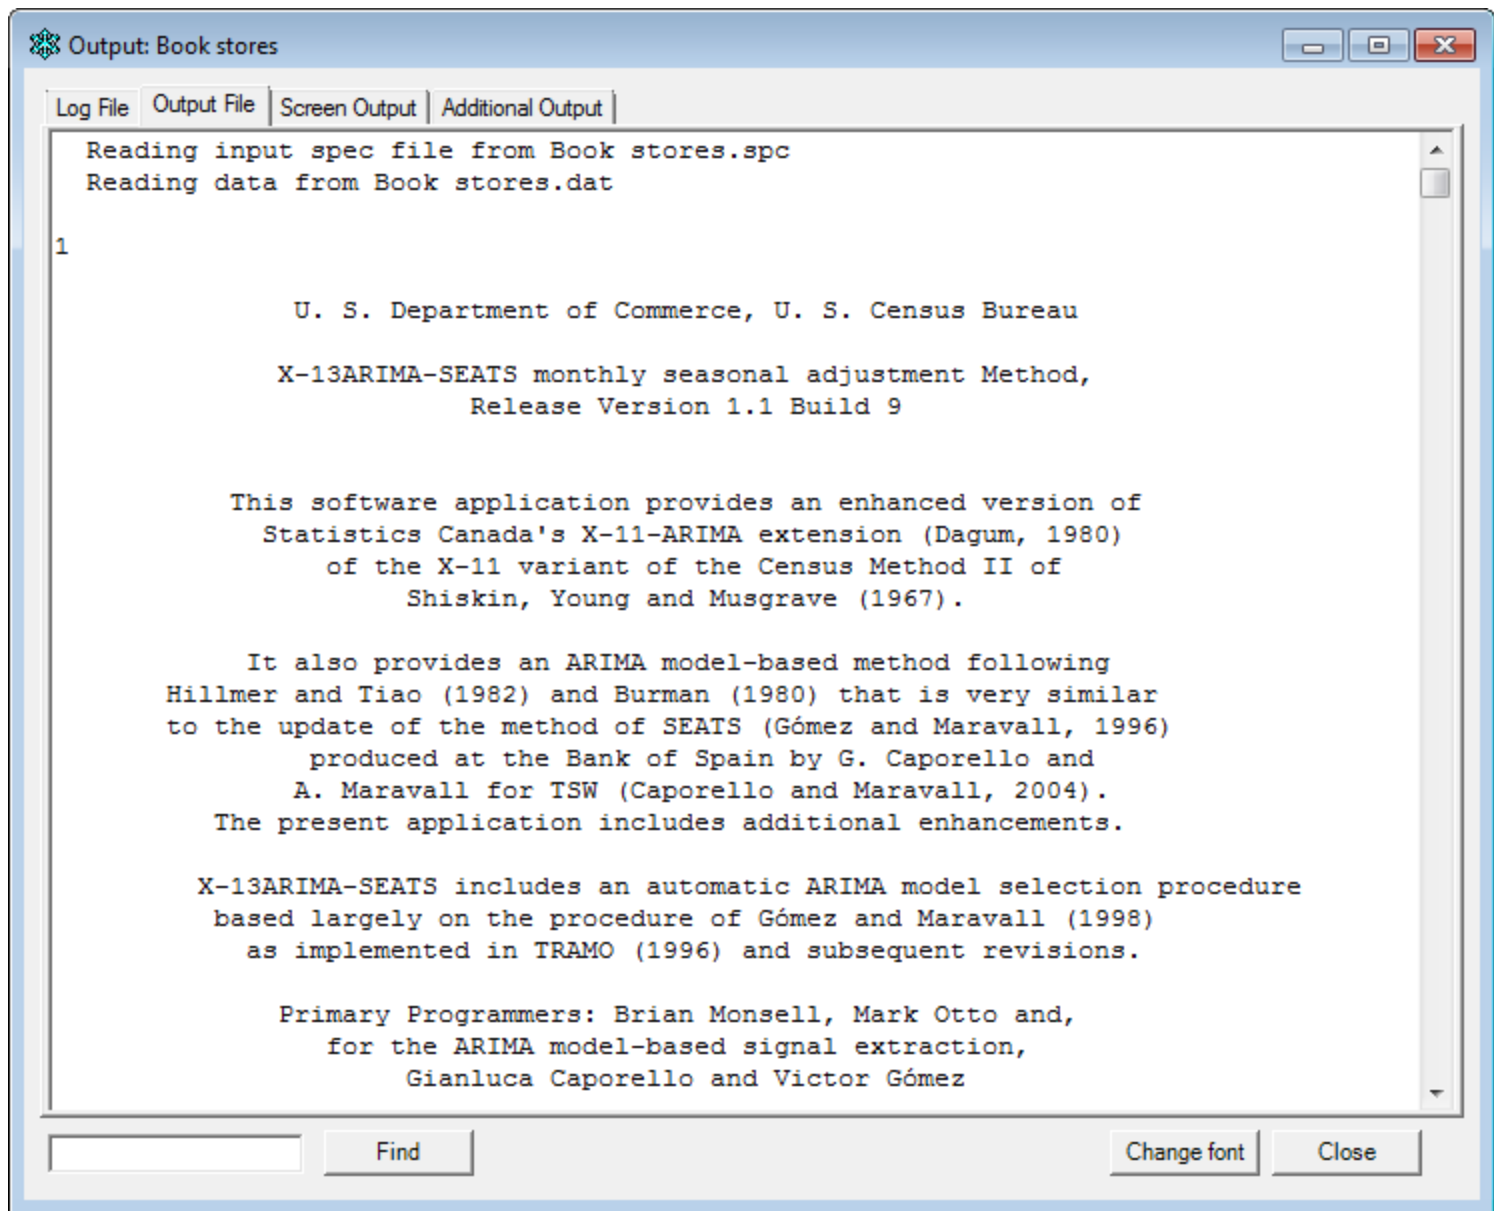 Output: Book stores
Log File
Output File
Screen Output
Additional Output
Reading input spec file from Book stores.spc
Reading data from Book stores.dat
1
U. S. Department of Commerce, U. S. Census Bureau
X-13ARIMA-SEATS monthly seasonal adjustment Method,
Release Version 1.1 Build 9
This software application provides an enhanced version of
Statistics Canada's X-11-ARIMA extension (Dagum, 1980)
of the X-11 variant of the Census Method II of
Shiskin, Young and Musgrave (1967).
It also provides an ARIMA model-based method following
Hillmer and Tiao (1982) and Burman (1980) that is very similar
to the update of the method of SEATS (Gómez and Maravall, 1996)
produced at the Bank of Spain by G. Caporello and
A. Maravall for TSW (Caporello and Maravall, 2004).
The present application includes additional enhancements.
X-13ARIMA-SEATS includes an automatic ARIMA model selection procedure
based largely on the procedure of Gómez and Maravall (1998)
as implemented in TRAMO (1996) and subsequent revisions.
Primary Programmers: Brian Monsell, Mark Otto and,
for the ARIMA model-based signal extraction,
Gianluca Caporello and Victor Gómez
Find
Change font
Close